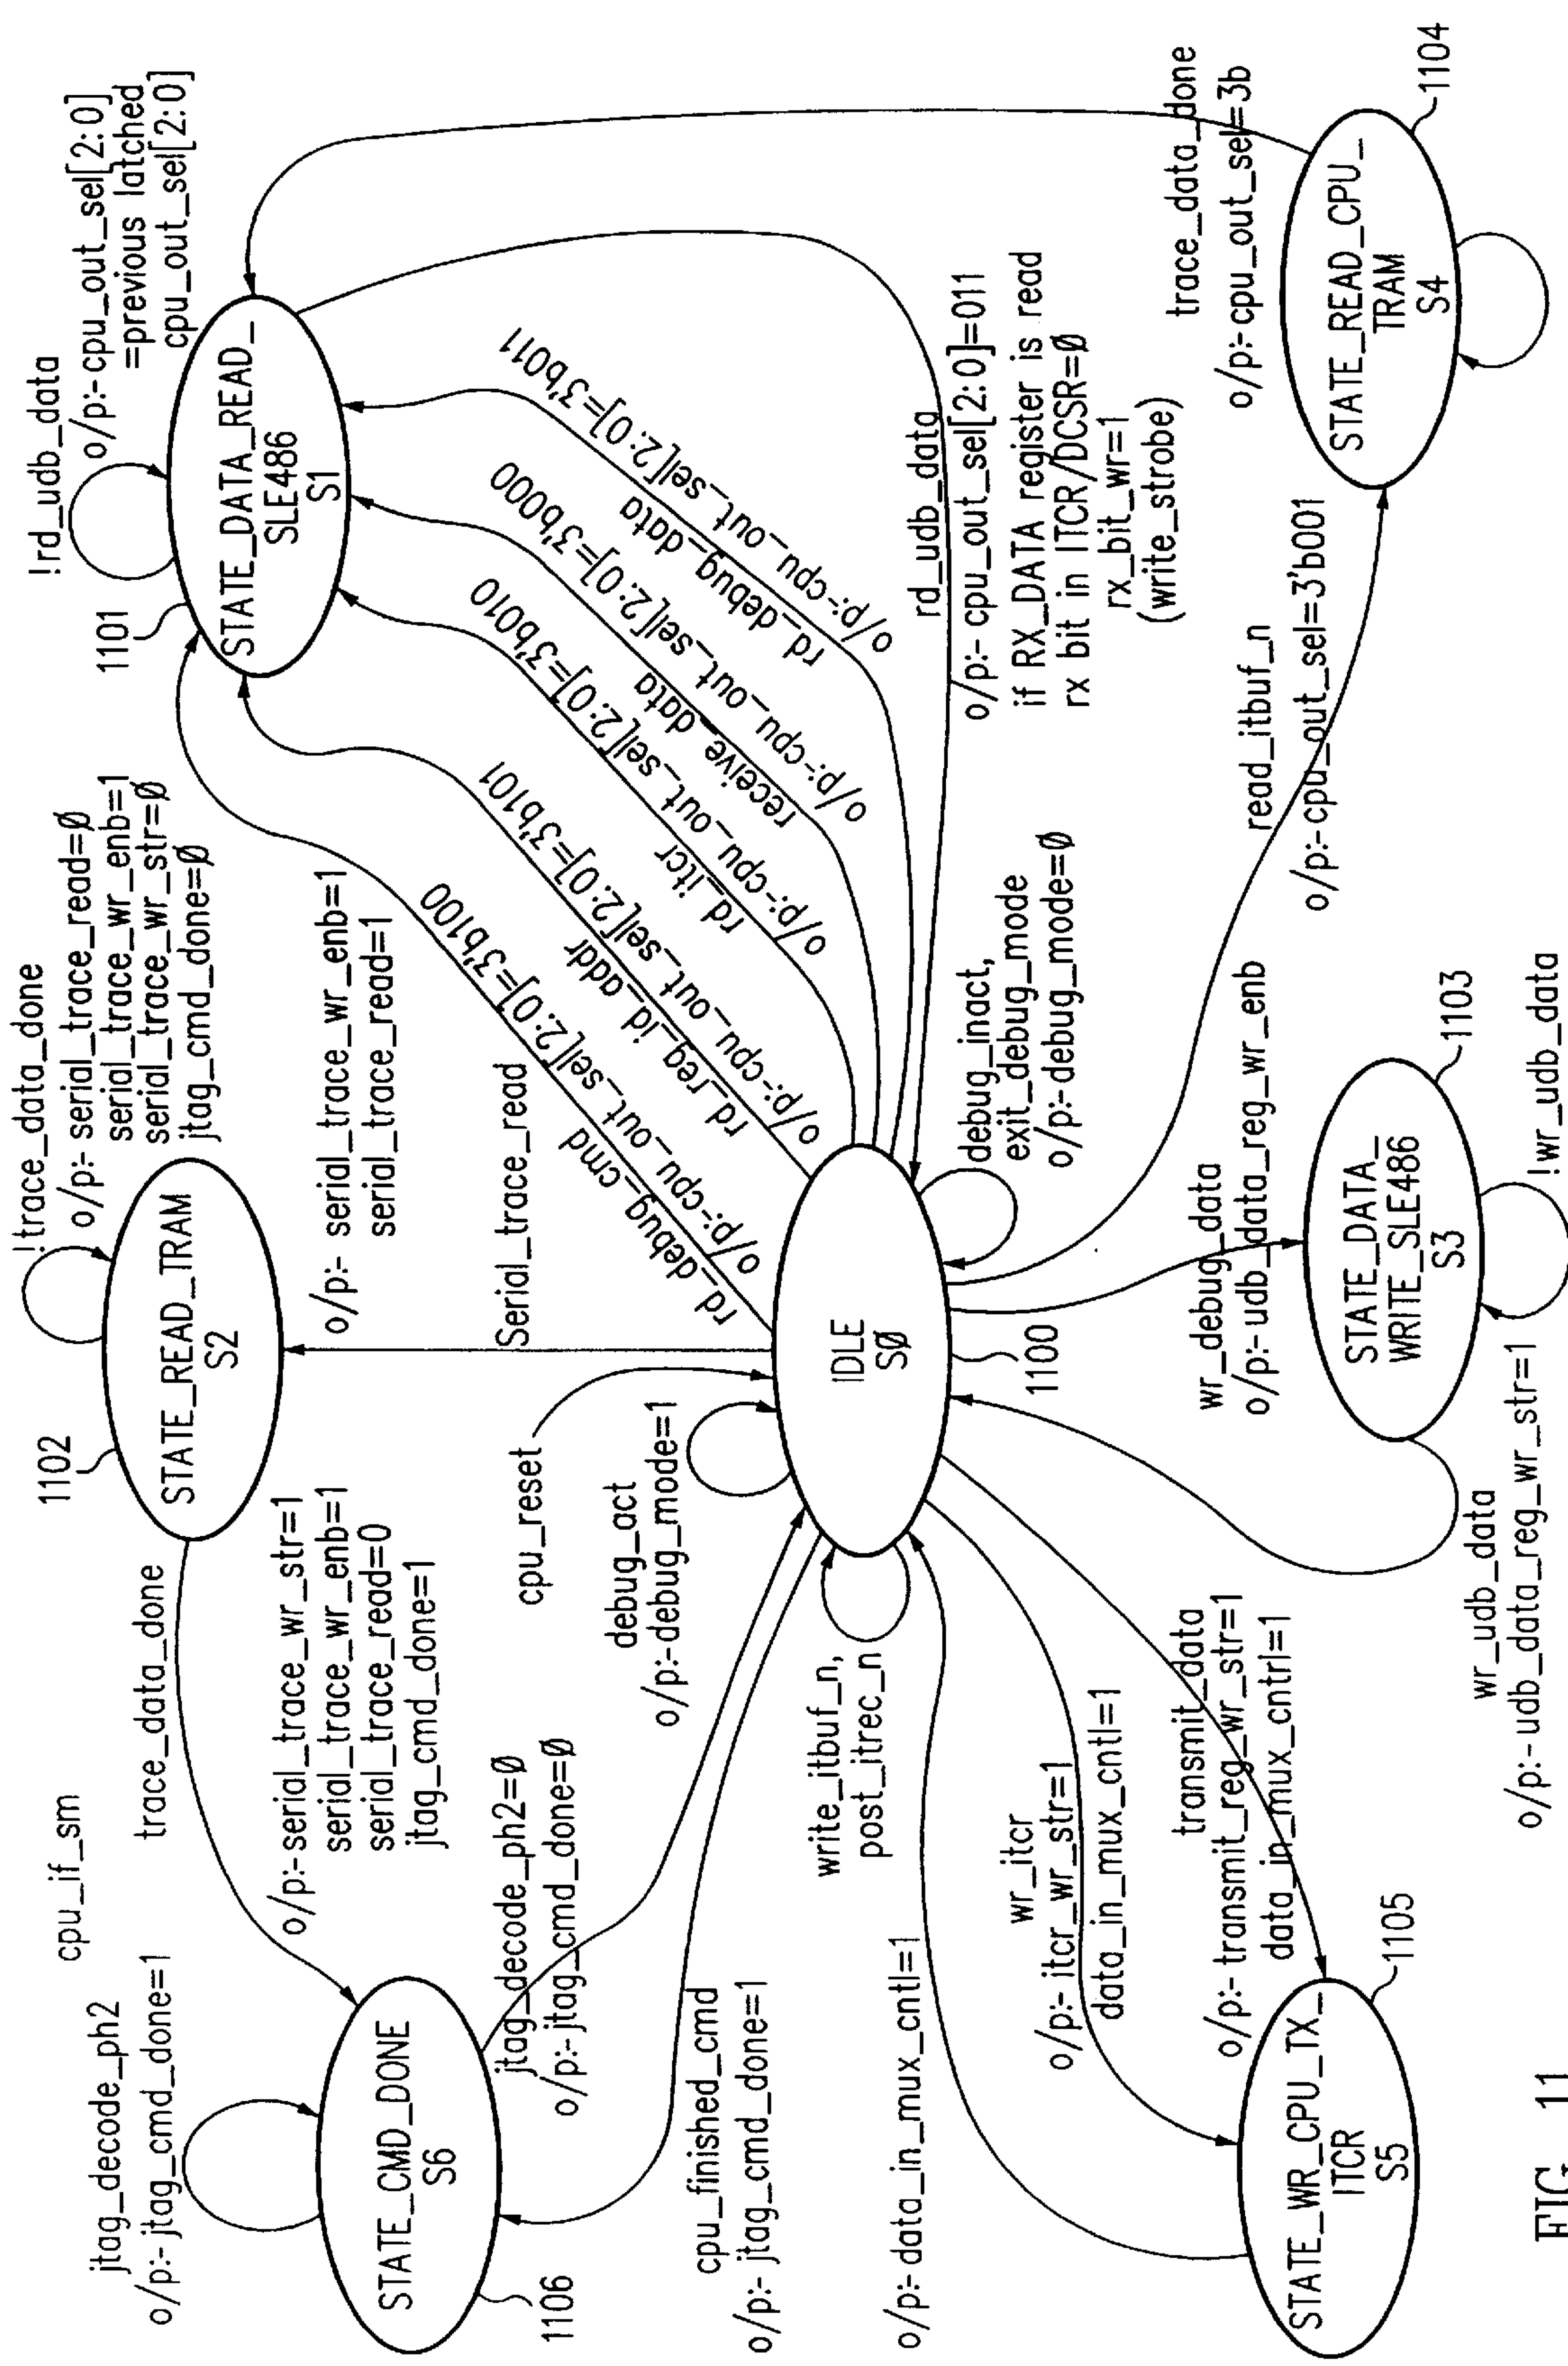 cpu_if_sm
jtag_decode_ph2
o/p:- jtag_cmd_done=1
STATE_CMD_DONE
S6
1106
trace_data_done
o/p:-serial_trace_wr_str=1
serial_trace_wr_enb=1
serial_trace_read=0
jtag_cmd_done=1
1102
STATE_READ_TRAM
S2
!trace_data_done
o/p:- serial_trace_read=Ø
serial_trace_wr_enb=1
serial_trace_wr_str=Ø
jtag_cmd_done=Ø
o/p:- serial_trace_wr_enb=1
serial_trace_read=1
Serial_trace_read
1101
!rd_udb_data
o/p:-cpu_out_sel[2:0]
=previous latched
cpu_out_sel[2:0]
STATE_DATA_READ_
SLE486
S1
rd_debug_cmd
o/p:-cpu_out_sel[2:0]=3'b100
rd_reg_id_addr
o/p:-cpu_out_sel[2:0]=3'b101
rd_itcr
o/p:-cpu_out_sel[2:0]=3'b010
receive_data
o/p:-cpu_out_sel[2:0]=3'b000
rd_debug_data
o/p:-cpu_out_sel[2:0]=3'b011
rd_udb_data
o/p:-cpu_out_sel[2:0]=011
if RX_DATA register is read
rx bit in ITCR/DCSR=Ø
rx_bit_wr=1
(write_strobe)
trace_data_done
o/p:-cpu_out_sel=3b
STATE_READ_CPU_
TRAM
S4
1104
jtag_decode_ph2=Ø
o/p:-jtag_cmd_done=Ø
cpu_finished_cmd
o/p:- jtag_cmd_done=1
cpu_reset
debug_act
o/p:-debug_mode=1
IDLE
SØ
1100
debug_inact,
exit_debug_mode
o/p:-debug_mode=Ø
write_itbuf_n,
post_itrec_n
o/p:-data_in_mux_cntl=1
wr_itcr
o/p:- itcr_wr_str=1
data_in_mux_cntl=1
transmit_data
o/p:-transmit_reg_wr_str=1
data_in_mux_cntrl=1
STATE_WR_CPU_TX_
ITCR
S5
1105
wr_debug_data
o/p:-udb_data_reg_wr_enb
read_itbuf_n
o/p:-cpu_out_sel=3'b001
STATE_DATA_
WRITE_SLE486
S3
1103
!wr_udb_data
wr_udb_data
o/p:-udb_data_reg_wr_str=1
FIG. 11